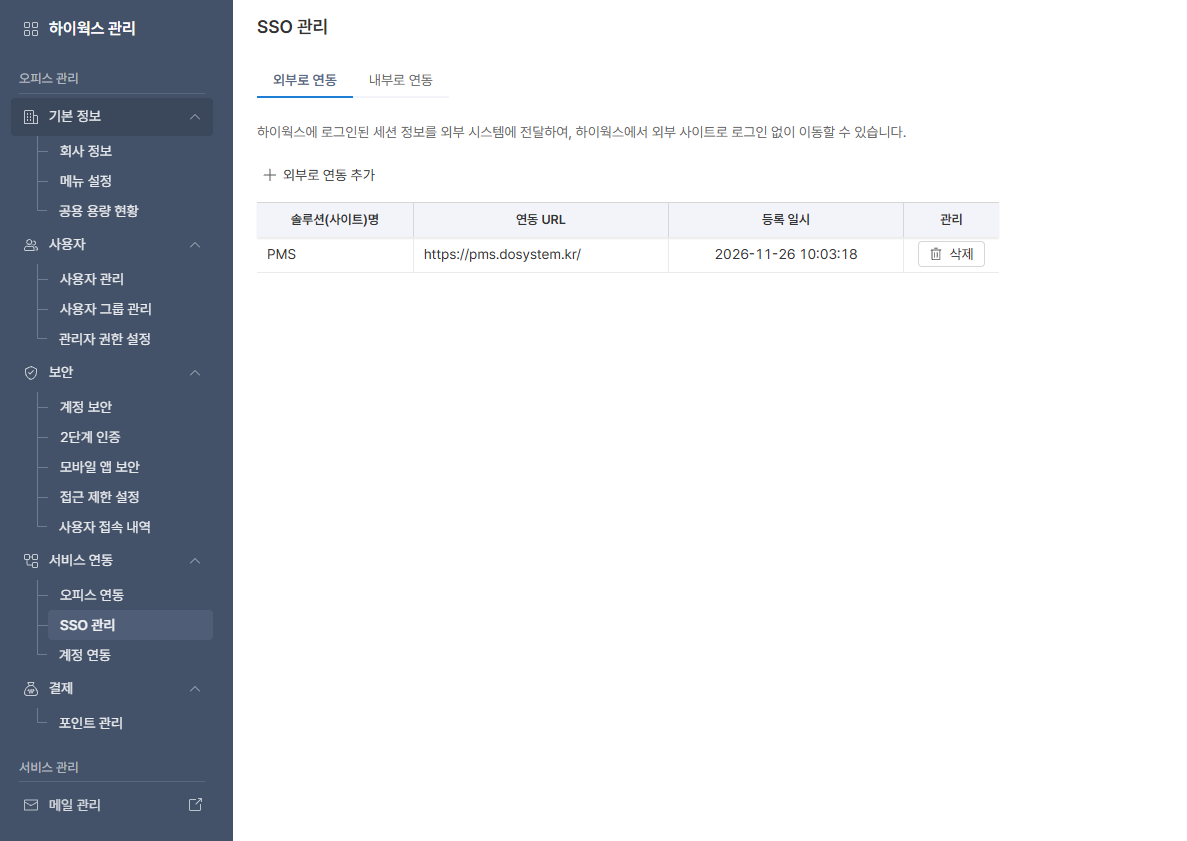 하이웍스 관리
오피스 관리
기본 정보
회사 정보
메뉴 설정
공용 용량 현황
사용자
사용자 관리
사용자 그룹 관리
관리자 권한 설정
보안
계정 보안
2단계 인증
모바일 앱 보안
접근 제한 설정
사용자 접속 내역
서비스 연동
오피스 연동
SSO 관리
계정 연동
결제
포인트 관리
서비스 관리
메일 관리
SSO 관리
외부로 연동 내부로 연동
하이웍스에 로그인된 세션 정보를 외부 시스템에 전달하여, 하이웍스에서 외부 사이트로 로그인 없이 이동할 수 있습니다.
외부로 연동 추가
솔루션(사이트)명 연동 URL 등록 일시 관리
PMS https://pms.dosystem.kr/ 2026-11-26 10:03:18 삭제